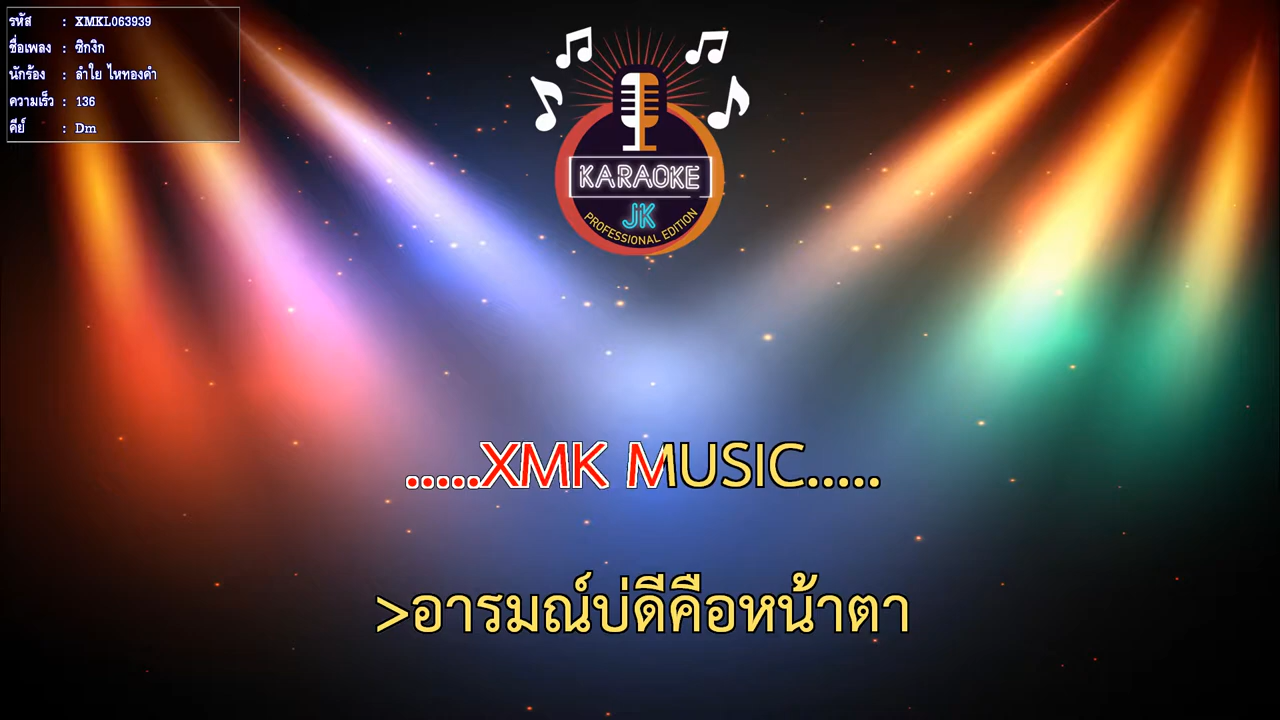 รหัส : XMKL063939
ชื่อเพลง : ซิกงิก
นักร้อง : ลำใย ไหทองคำ
ความเร็ว : 136
คีย์ : Dm
KARAOKE
JK
PROFESSIONAL EDITION
.....XMK MUSIC.....
>อารมณ์บ่ดีคือหน้าตา